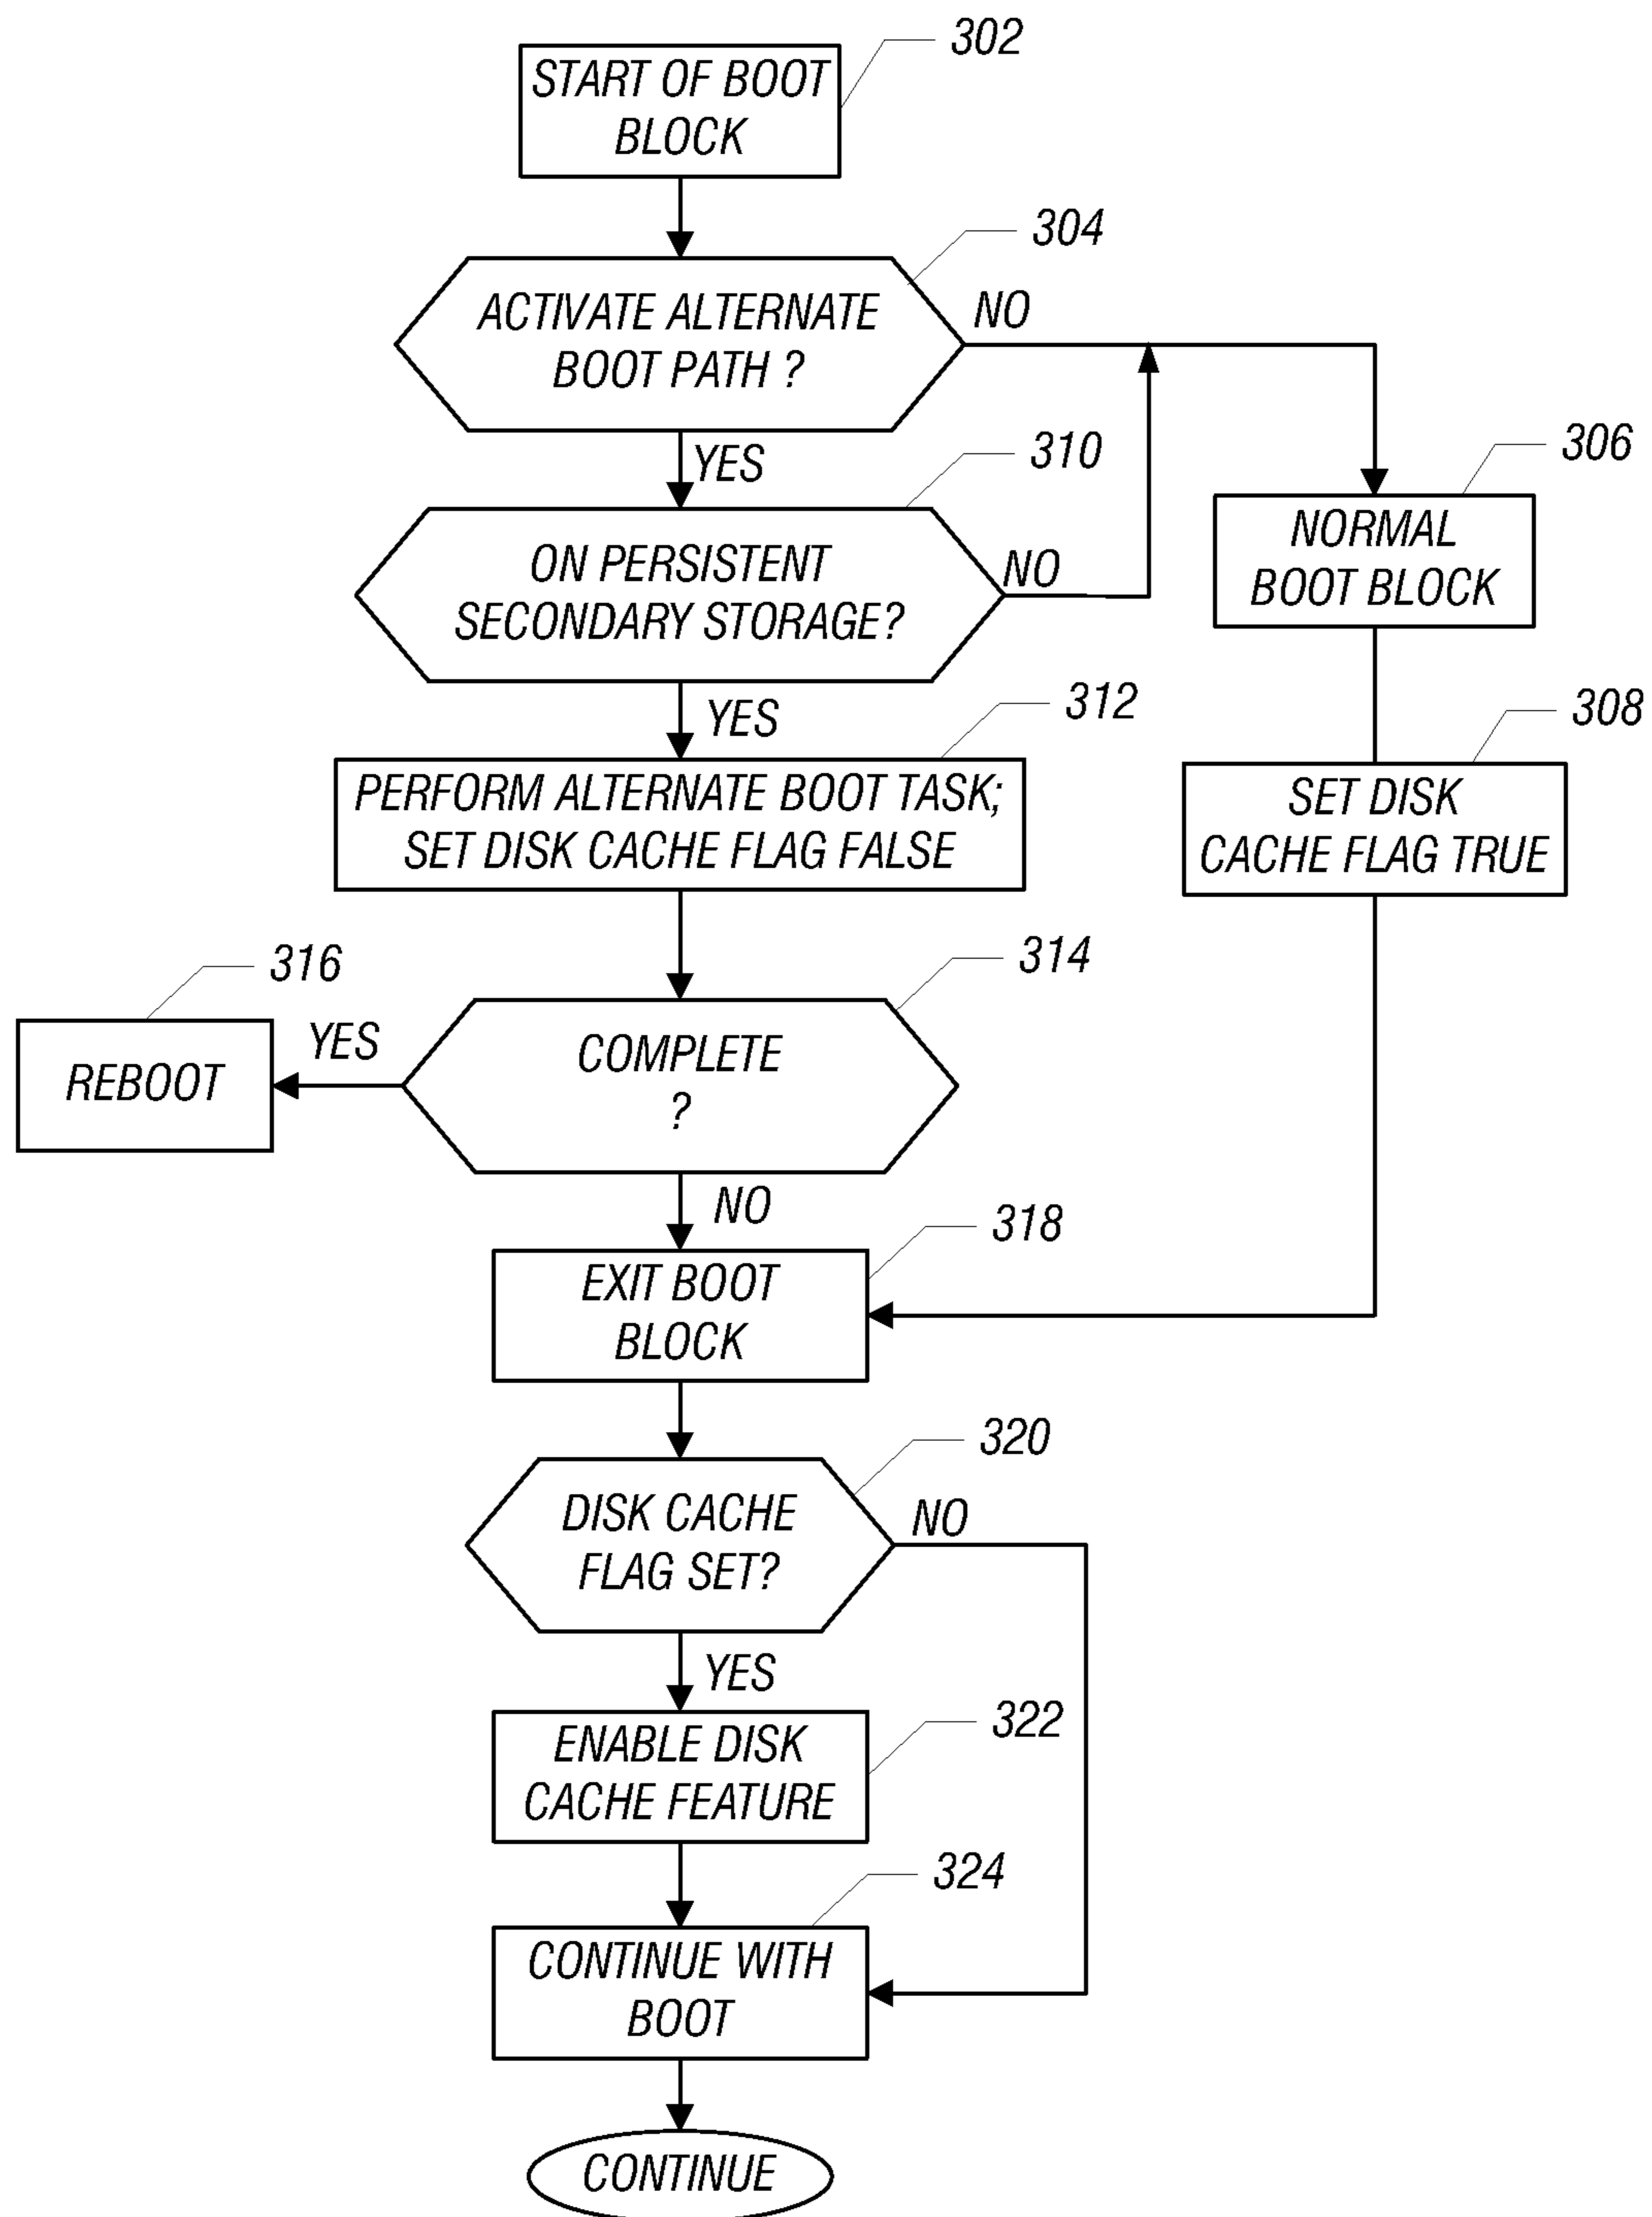 302
START OF BOOT
BLOCK
304
ACTIVATE ALTERNATE
BOOT PATH ?
NO
YES
310
ON PERSISTENT
SECONDARY STORAGE?
NO
306
NORMAL
BOOT BLOCK
YES
312
PERFORM ALTERNATE BOOT TASK;
SET DISK CACHE FLAG FALSE
308
SET DISK
CACHE FLAG TRUE
314
COMPLETE
?
YES
316
REBOOT
NO
318
EXIT BOOT
BLOCK
320
DISK CACHE
FLAG SET?
NO
YES
322
ENABLE DISK
CACHE FEATURE
324
CONTINUE WITH
BOOT
CONTINUE